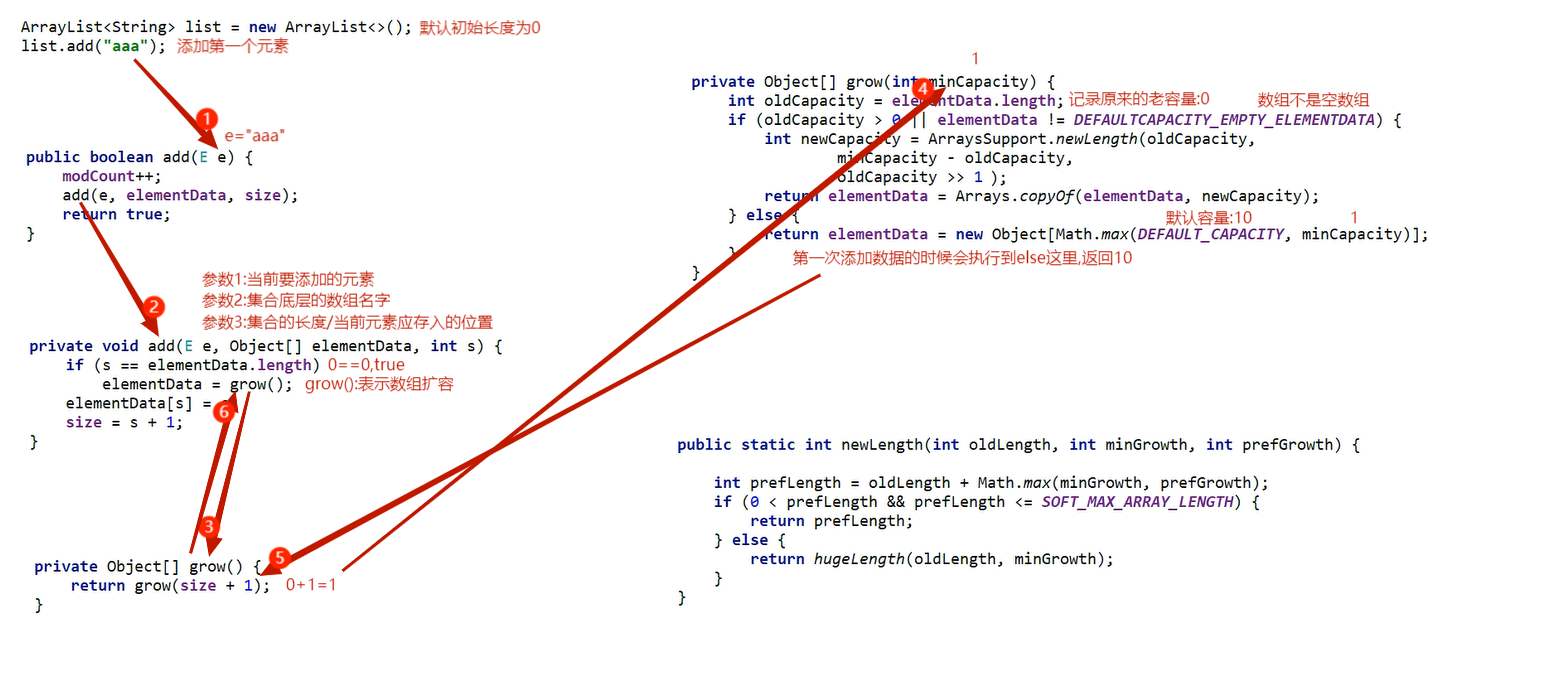 ArrayList<String> list = new ArrayList<>(); 默认初始长度为0
list.add("aaa"); 添加第一个元素
1
e="aaa"
public boolean add(E e) {
modCount++;
add(e, elementData, size);
return true;
}
2
参数1:当前要添加的元素
参数2:集合底层的数组名字
参数3:集合的长度/当前元素应存入的位置
private void add(E e, Object[] elementData, int s) {
if (s == elementData.length) 0==0,true
elementData = grow(); grow():表示数组扩容
elementData[s] =
6
size = s + 1;
}
3
5
private Object[] grow() {
return grow(size + 1); 0+1=1
}
1
private Object[] grow(int minCapacity) {
4
int oldCapacity = elementData.length; 记录原来的老容量:0 数组不是空数组
if (oldCapacity > 0 || elementData != DEFAULTCAPACITY_EMPTY_ELEMENTDATA) {
int newCapacity = ArraysSupport.newLength(oldCapacity,
minCapacity - oldCapacity,
oldCapacity >> 1 );
return elementData = Arrays.copyOf(elementData, newCapacity);
} else {
默认容量:10 1
return elementData = new Object[Math.max(DEFAULT_CAPACITY, minCapacity)];
}
第一次添加数据的时候会执行到else这里,返回10
}
public static int newLength(int oldLength, int minGrowth, int prefGrowth) {
int prefLength = oldLength + Math.max(minGrowth, prefGrowth);
if (0 < prefLength && prefLength <= SOFT_MAX_ARRAY_LENGTH) {
return prefLength;
} else {
return hugeLength(oldLength, minGrowth);
}
}